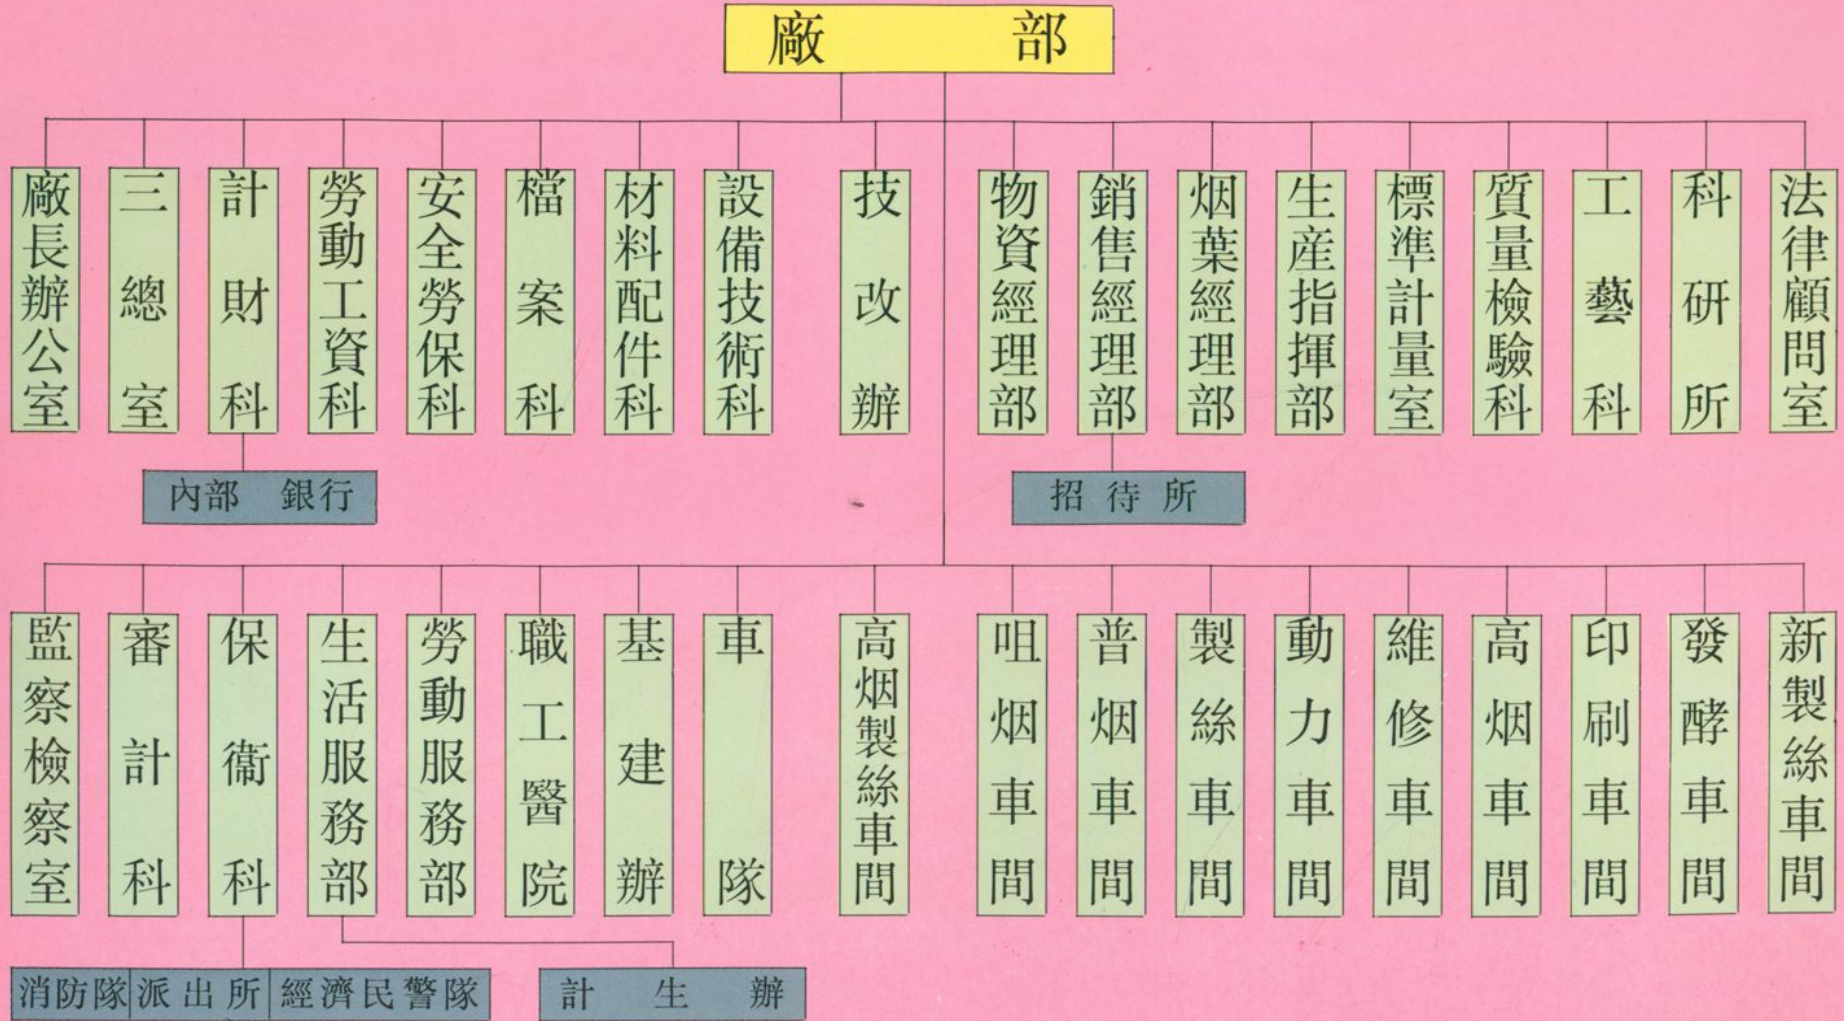 廠 部
廠長辦公室
三總室
計財科
勞動工資科
安全勞保科
檔案科
材料配件科
設備技術科
技改辦
物資經理部
銷售經理部
烟葉經理部
生産指揮部
標準計量室
質量檢驗科
工藝科
科研所
法律顧問室
內部 銀行
招待所
監察檢察室
審計科
保衞科
生活服務部
勞動服務部
職工醫院
基建辦
車隊
高烟製絲車間
咀烟車間
普烟車間
製絲車間
動力車間
維修車間
高烟車間
印刷車間
發酵車間
新製絲車間
消防隊
派出所
經濟民警隊
計生辦